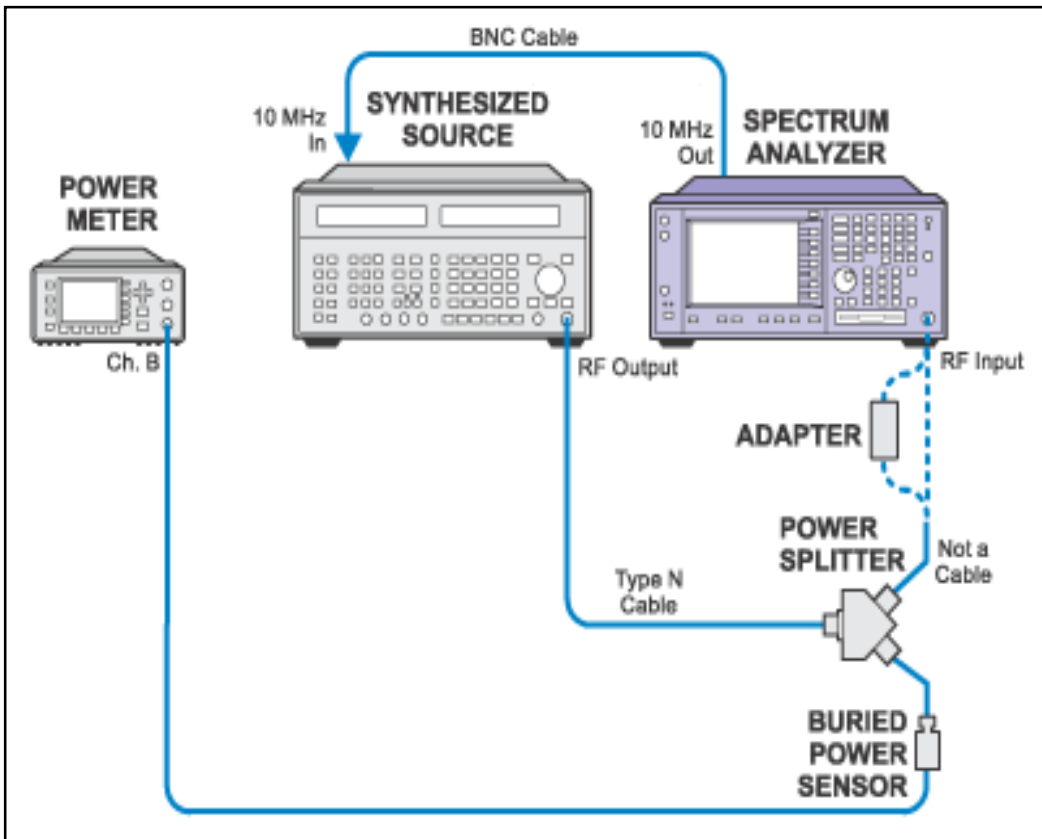 BNC Cable
10 MHz
In
SYNTHESIZED
SOURCE
10 MHz
Out
SPECTRUM
ANALYZER
POWER
METER
Ch. B
RF Output
RF Input
ADAPTER
POWER
SPLITTER
Not a
Cable
Type N
Cable
BURIED
POWER
SENSOR